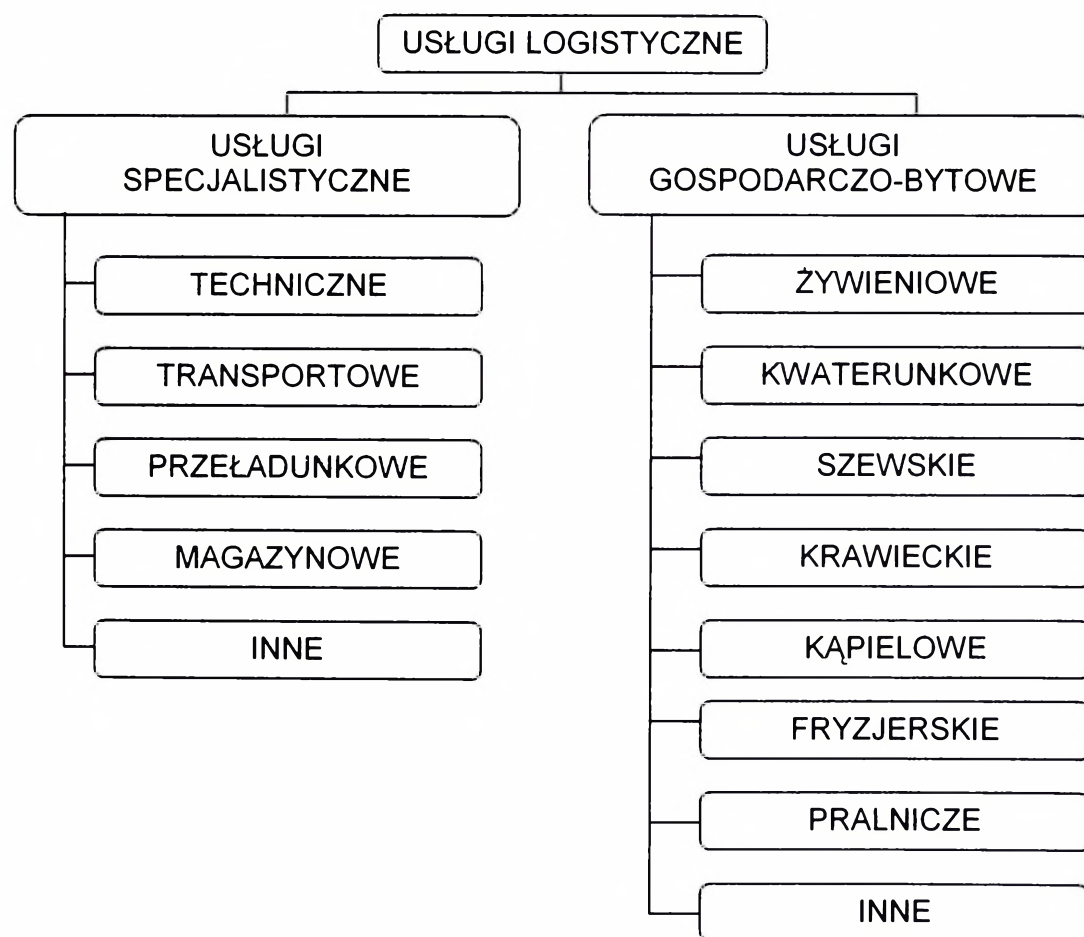 USŁUGI LOGISTYCZNE
USŁUGI
SPECJALISTYCZNE
TECHNICZNE
TRANSPORTOWE
PRZEŁADUNKOWE
MAGAZYNOWE
INNE
USŁUGI
GOSPODARCZO-BYTOWE
ŻYWIENIOWE
KWATERUNKOWE
SZEWSKIE
KRAWIECKIE
KĄPIELOWE
FRYZJERSKIE
PRALNICZE
INNE